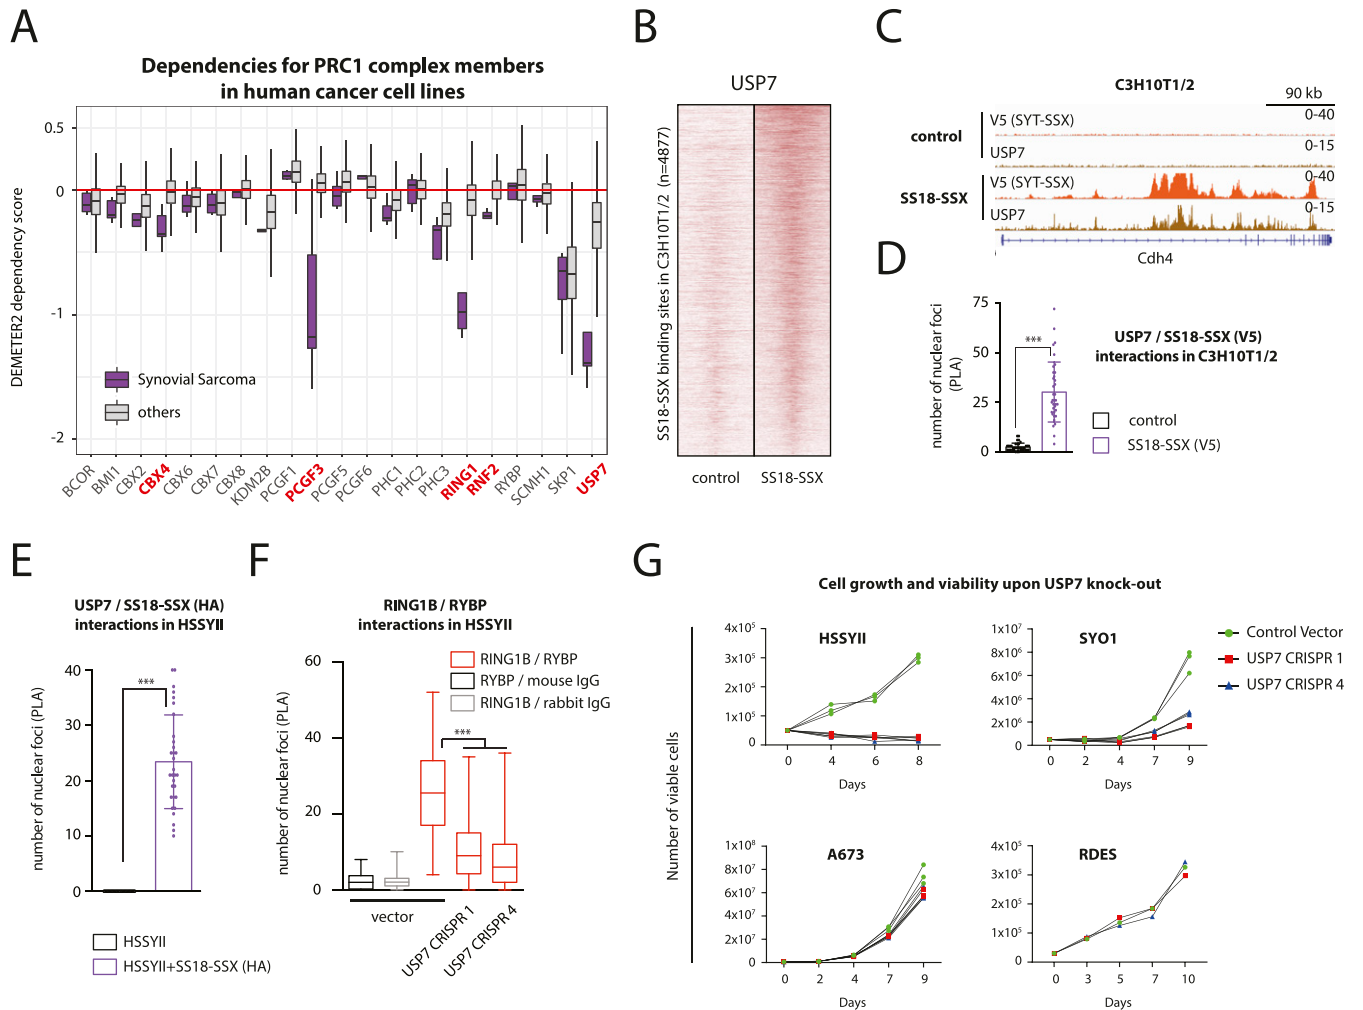 A
Dependencies for PRC1 complex members
in human cancer cell lines
DEMETER2 dependency score
0.5
0
-1
-2
Synovial Sarcoma
others
BCOR
BMI1
CBX2
CBX4
CBX6
CBX7
CBX8
KDM2B
PCGF1
PCGF3
PCGF5
PCGF6
PHC1
PHC2
PHC3
RING1
RNF2
RYBP
SCMH1
SKP1
USP7
B
USP7
SS18-SSX binding sites in C3H10T1/2 (n=4877)
control
SS18-SSX
C
C3H10T1/2
90 kb
control
V5 (SYT-SSX)
0-40
USP7
0-15
SS18-SSX
V5 (SYT-SSX)
0-40
USP7
0-15
Cdh4
D
number of nuclear foci
(PLA)
75
50
25
0
***
USP7 / SS18-SSX (V5)
interactions in C3H10T1/2
control
SS18-SSX (V5)
E
USP7 / SS18-SSX (HA)
interactions in HSSYII
number of nuclear foci (PLA)
40
30
20
10
0
***
HSSYII
HSSYII+SS18-SSX (HA)
F
RING1B / RYBP
interactions in HSSYII
number of nuclear foci (PLA)
60
40
20
0
RING1B / RYBP
RYBP / mouse IgG
RING1B / rabbit IgG
***
vector
USP7 CRISPR 1
USP7 CRISPR 4
G
Cell growth and viability upon USP7 knock-out
Number of viable cells
HSSYII
4x10⁵
3x10⁵
2x10⁵
1x10⁵
0
0 4 6 8
Days
SYO1
1x10⁷
8x10⁶
6x10⁶
4x10⁶
2x10⁶
0
0 2 4 7 9
Days
Control Vector
USP7 CRISPR 1
USP7 CRISPR 4
A673
1x10⁸
8x10⁷
6x10⁷
4x10⁷
2x10⁷
0
0 2 4 7 9
Days
RDES
4x10⁵
3x10⁵
2x10⁵
1x10⁵
0
0 3 5 7 10
Days